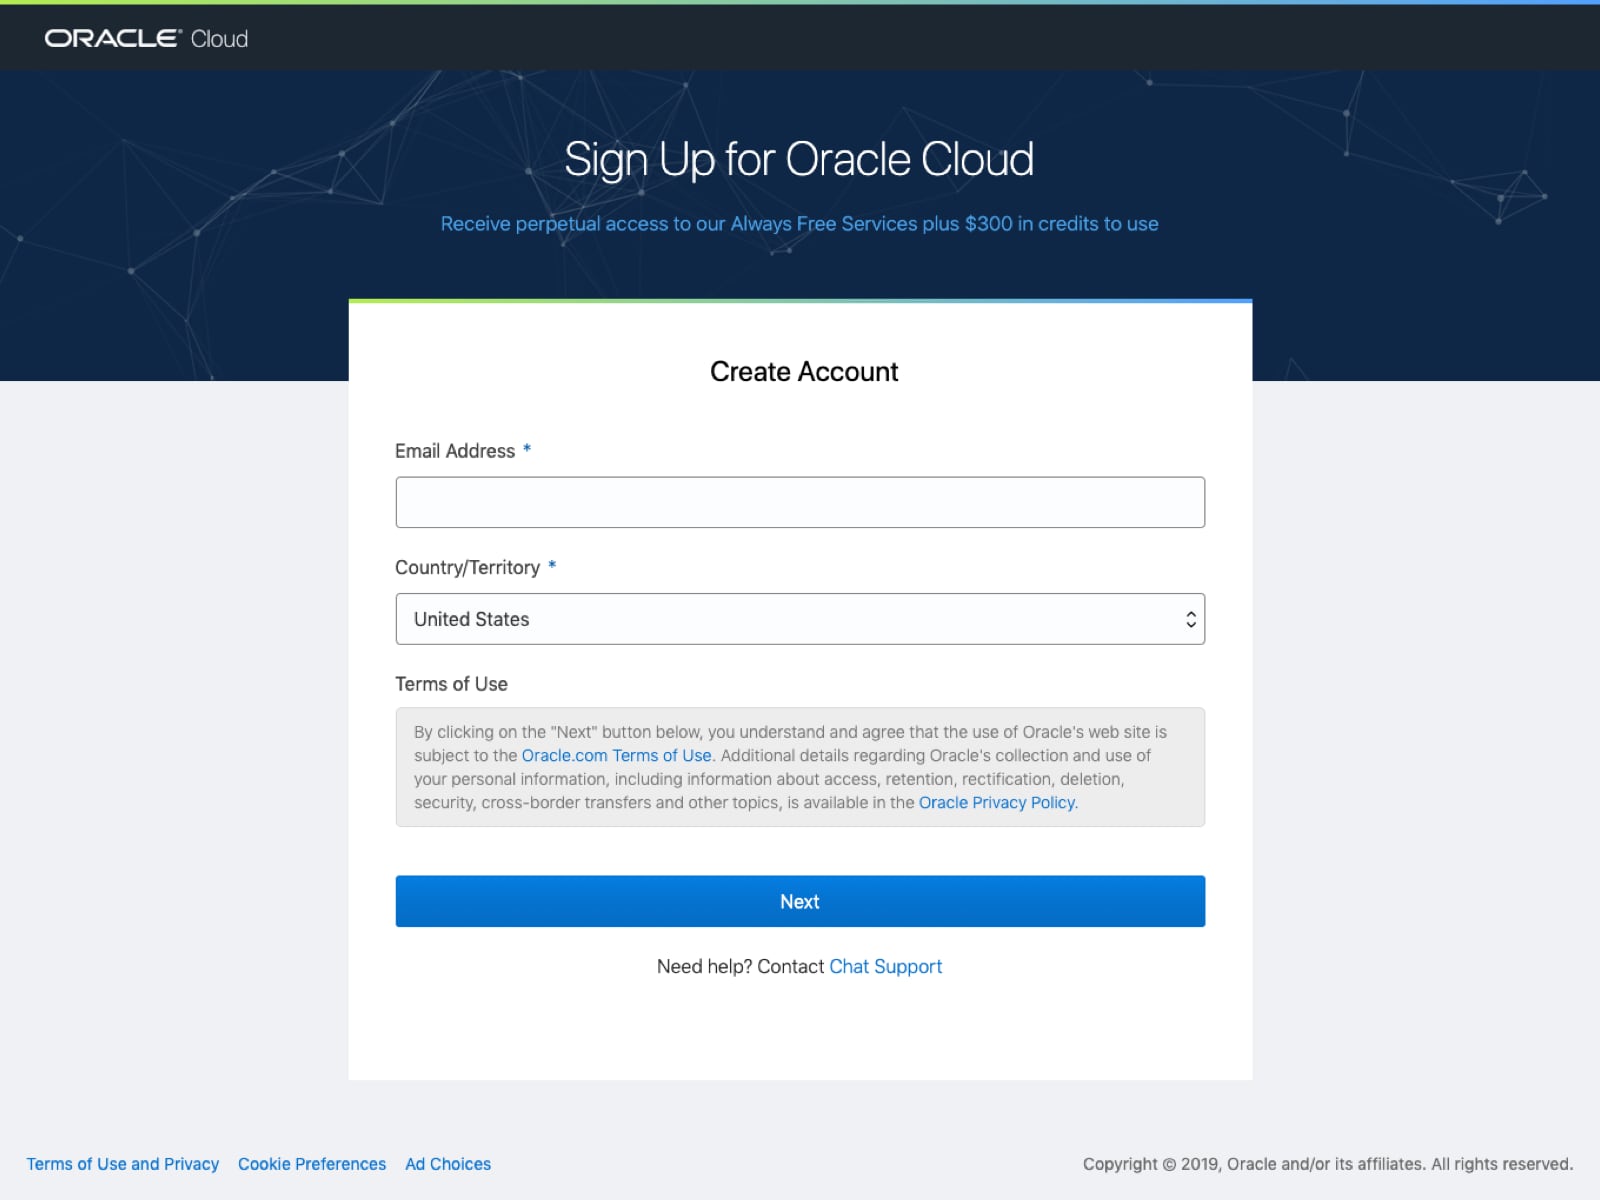 ORACLE® Cloud
Sign Up for Oracle Cloud
Receive perpetual access to our Always Free Services plus $300 in credits to use
Create Account
Email Address *
Country/Territory *
United States
Terms of Use
By clicking on the "Next" button below, you understand and agree that the use of Oracle's web site is
subject to the Oracle.com Terms of Use. Additional details regarding Oracle's collection and use of
your personal information, including information about access, retention, rectification, deletion,
security, cross-border transfers and other topics, is available in the Oracle Privacy Policy.
Next
Need help? Contact Chat Support
Terms of Use and Privacy Cookie Preferences Ad Choices
Copyright © 2019, Oracle and/or its affiliates. All rights reserved.